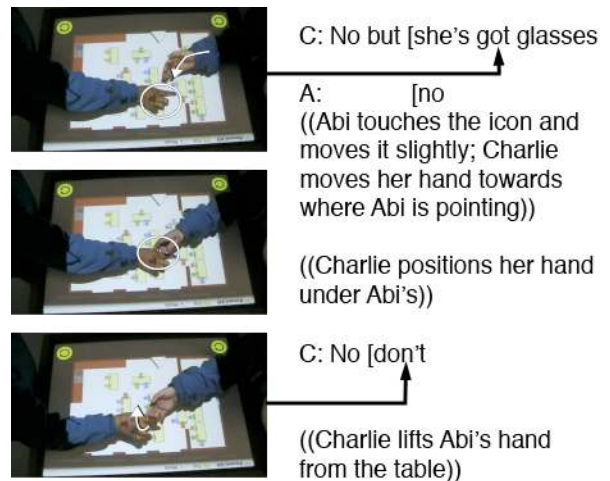 C: No but [she's got glasses
A: [no
((Abi touches the icon and
moves it slightly; Charlie
moves her hand towards
where Abi is pointing))
((Charlie positions her hand
under Abi's))
C: No [don't
((Charlie lifts Abi's hand
from the table))